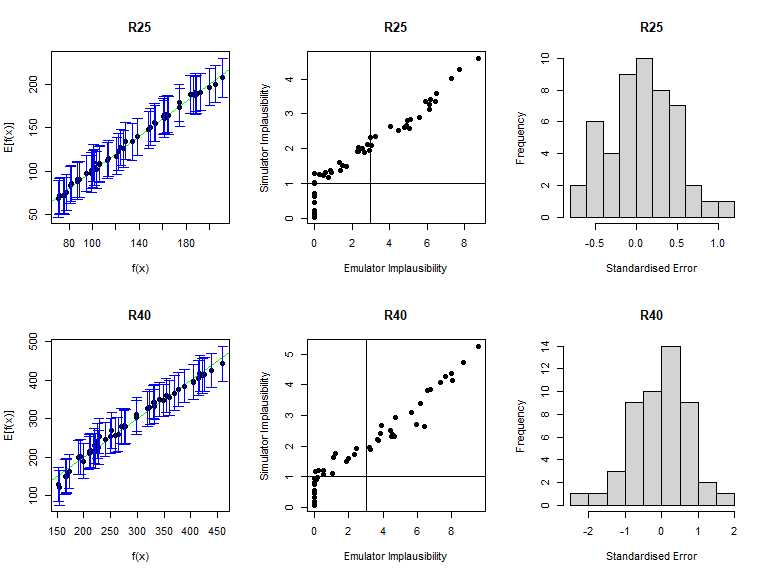 R25
E[f(x)]
50 100 150 200
80 100 140 180
f(x)
R25
Simulator Implausibility
0 1 2 3 4
0 2 4 6 8
Emulator Implausibility
R25
Frequency
0 2 4 6 8 10
-0.5 0.0 0.5 1.0
Standardised Error
R40
E[f(x)]
100 200 300 400 500
150 200 250 300 350 400 450
f(x)
R40
Simulator Implausibility
0 1 2 3 4 5
0 2 4 6 8
Emulator Implausibility
R40
Frequency
0 2 4 6 8 10 14
-2 -1 0 1 2
Standardised Error